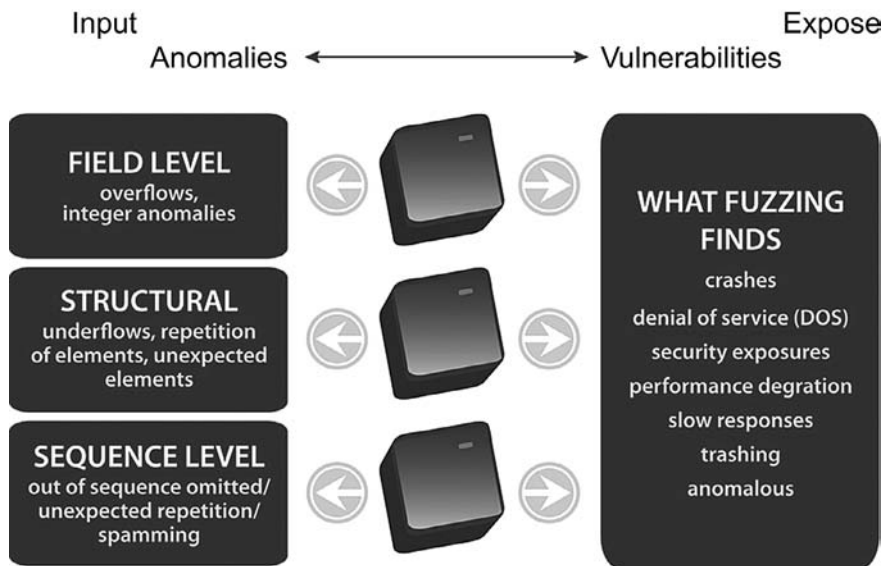 Input
Expose
Anomalies
Vulnerabilities
FIELD LEVEL
overflows,
integer anomalies
STRUCTURAL
underflows, repetition
of elements, unexpected
elements
SEQUENCE LEVEL
out of sequence omitted/
unexpected repetition/
spamming
WHAT FUZZING
FINDS
crashes
denial of service (DOS)
security exposures
performance degration
slow responses
trashing
anomalous